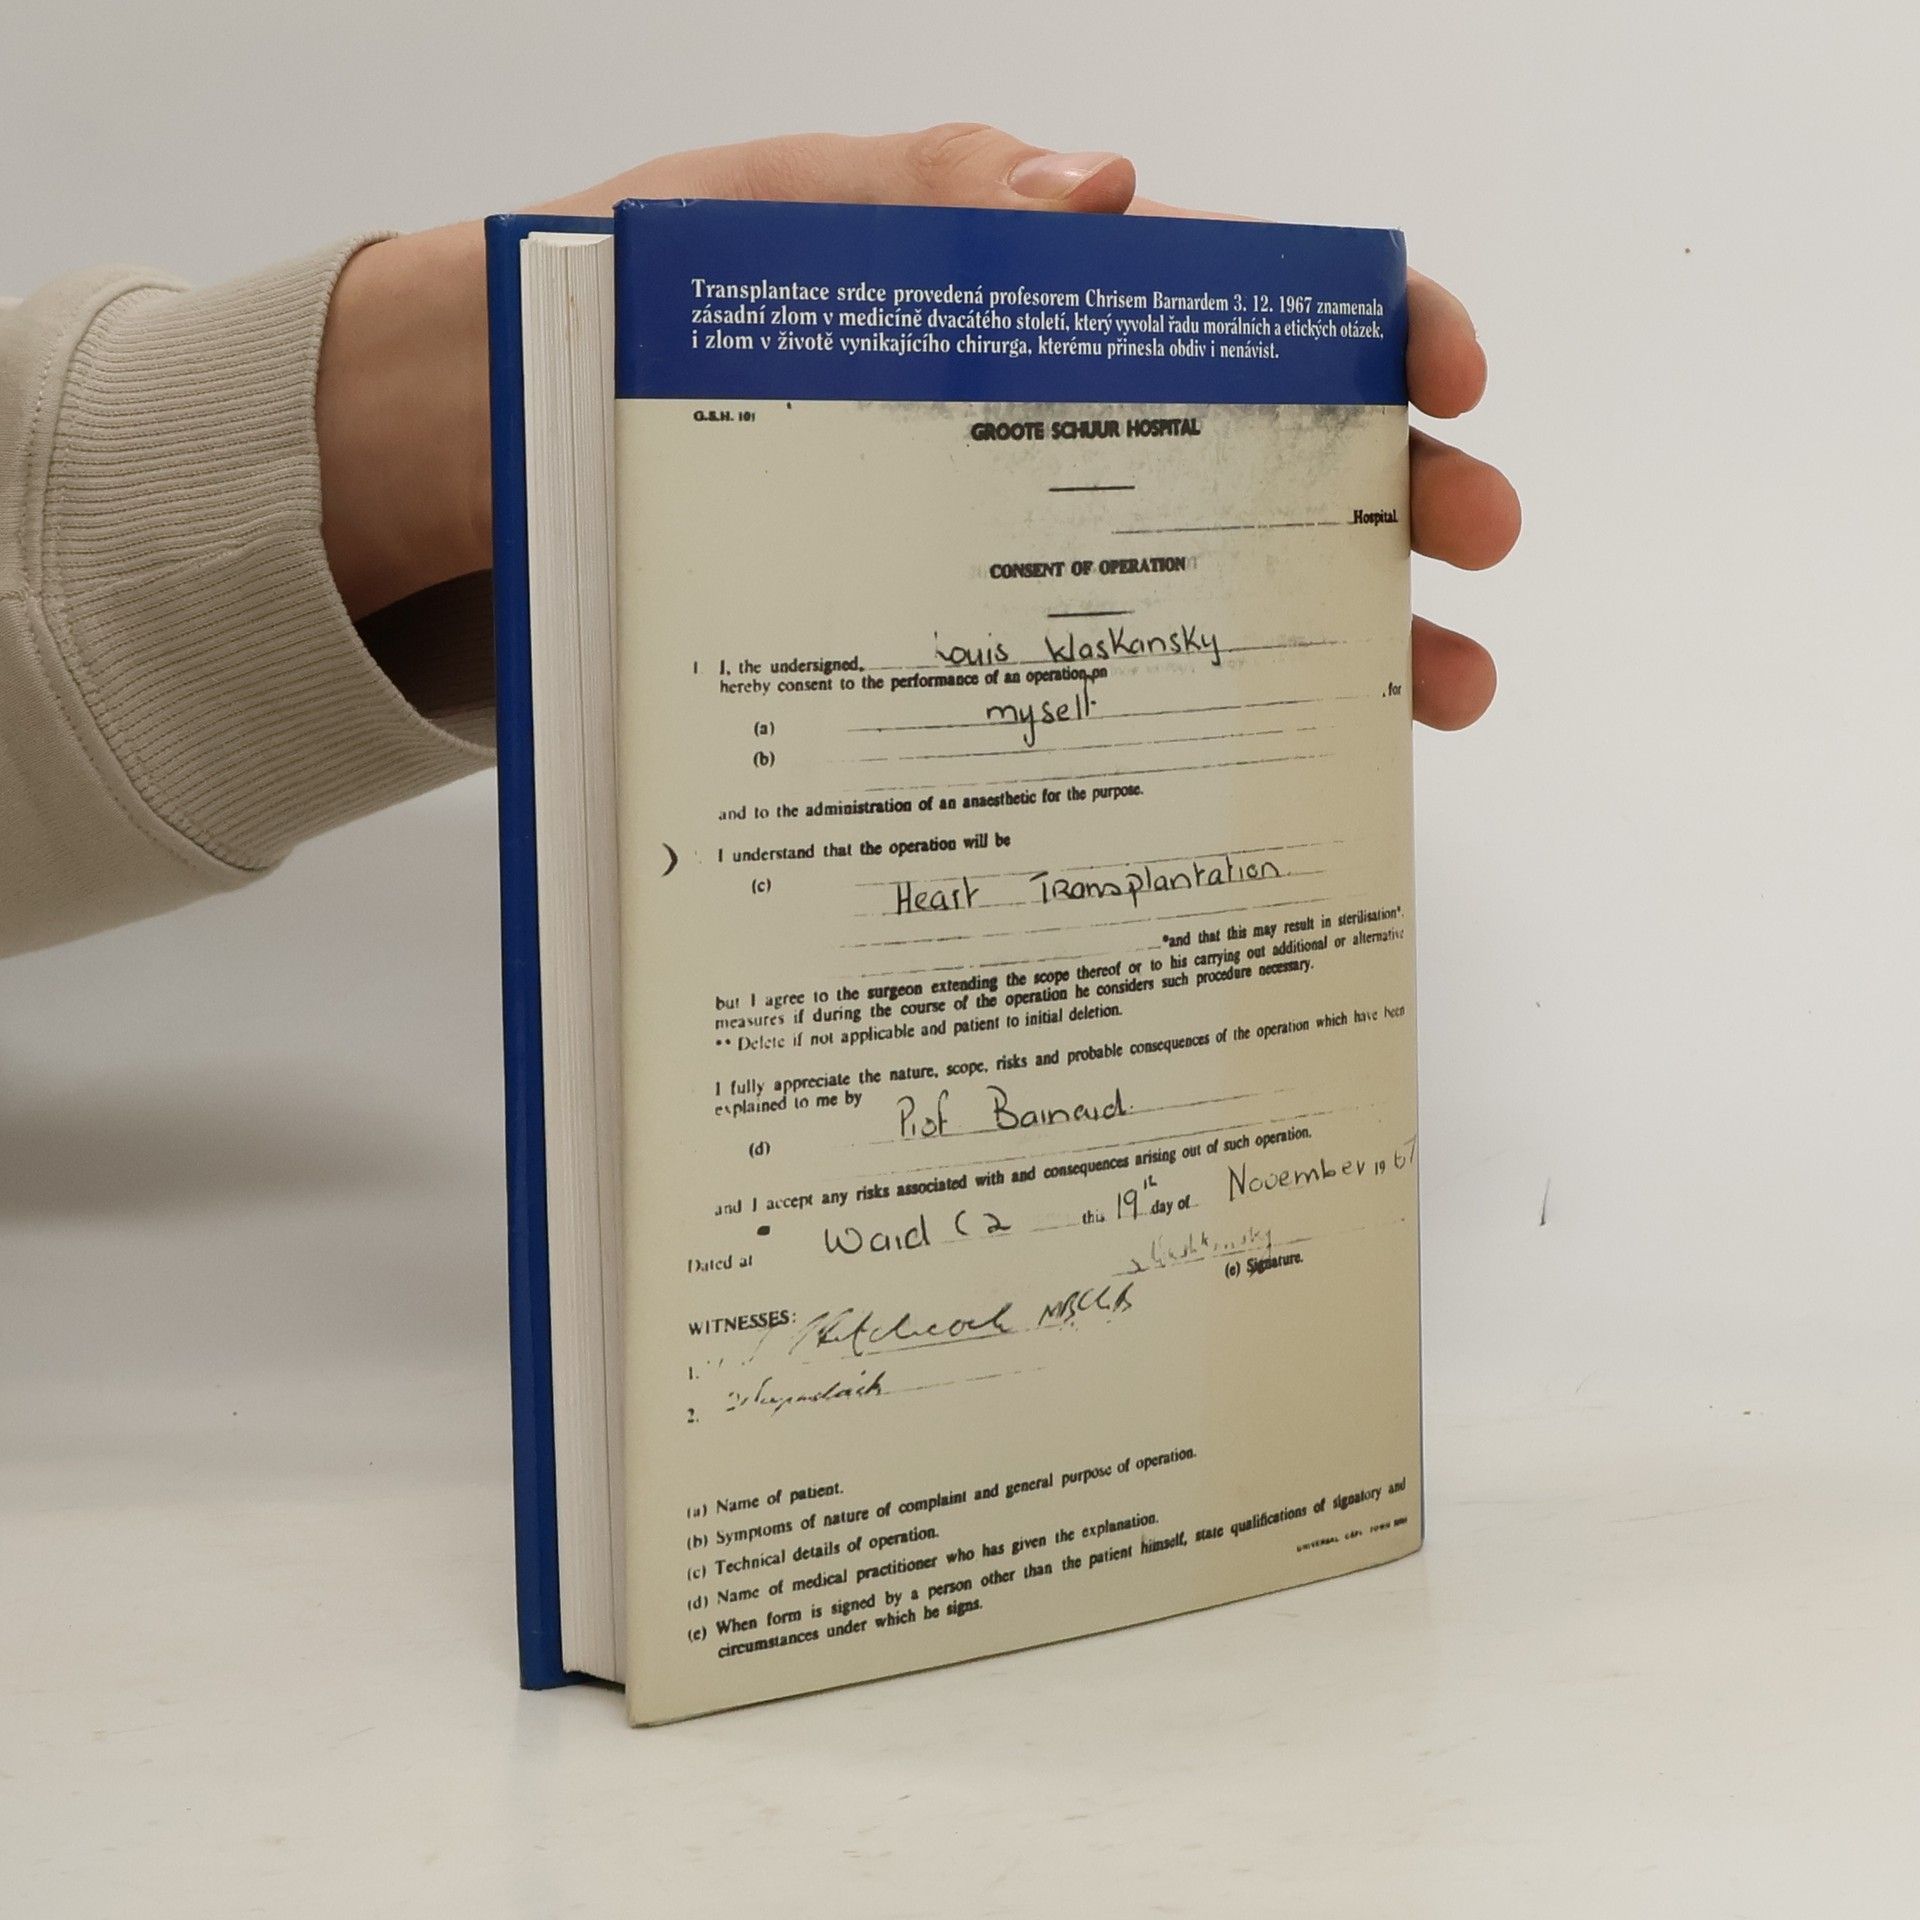 Transplantace srdce provedená profesorem Chrisem Barnardem 3. 12. 1967 znamenala
zásadní zlom v medicíně dvacátého století, který vyvolal řadu morálních a etických otázek,
i zlom v životě vynikajícího chirurga, kterému přinesla obdiv i nenávist.
G.S.H. 101
GROOTE SCHUUR HOSPITAL
Hospital
CONSENT OF OPERATION
1 I, the undersigned, Louis Waskansky
hereby consent to the performance of an operation on
(a) myself , for
(b)
and to the administration of an anaesthetic for the purpose.
) I understand that the operation will be
(c) Heart Transplantation
*and that this may result in sterilisation*.
but I agree to the surgeon extending the scope thereof or to his carrying out additional or alternative
measures if during the course of the operation he considers such procedure necessary.
** Delete if not applicable and patient to initial deletion.
I fully appreciate the nature, scope, risks and probable consequences of the operation which have been
explained to me by
(d) Prof Barnard.
and I accept any risks associated with and consequences arising out of such operation.
Dated at Ward C2 this 19th day of November 1967
(e) Signature.
WITNESSES:
1. Hitchcock MBChB
2.
(a) Name of patient.
(b) Symptoms of nature of complaint and general purpose of operation.
(c) Technical details of operation.
(d) Name of medical practitioner who has given the explanation.
(e) When form is signed by a person other than the patient himself, state qualifications of signatory and
circumstances under which he signs.